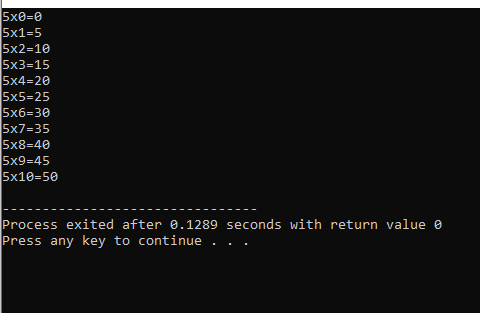 5x0=0
5x1=5
5x2=10
5x3=15
5x4=20
5x5=25
5x6=30
5x7=35
5x8=40
5x9=45
5x10=50
--------------------------------
Process exited after 0.1289 seconds with return value 0
Press any key to continue . . .